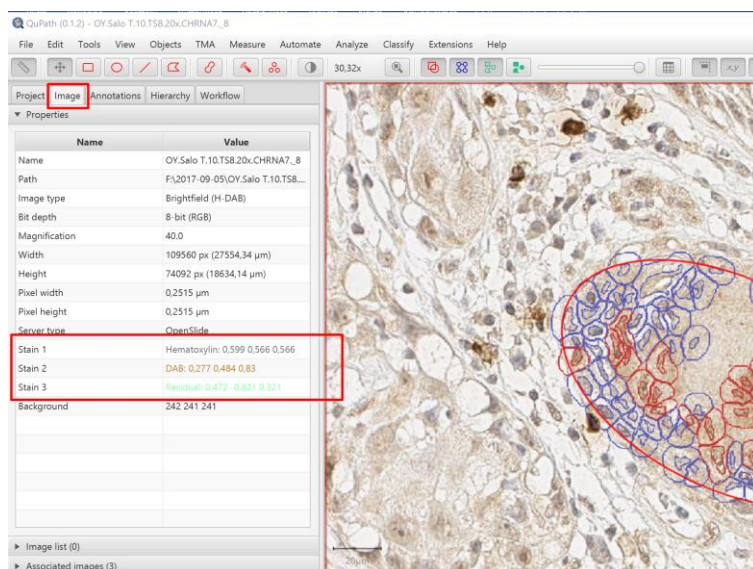 QuPath (0.1.2) - OY.Salo T.10.TS8.20x.CHRNA7._8
File Edit Tools View Objects TMA Measure Automate Analyze Classify Extensions Help
30,32x x,y
Project Image Annotations Hierarchy Workflow
▼ Properties
Name Value
Name OY.Salo T.10.TS8.20x.CHRNA7._8
Path F:\2017-09-05\OY.Salo T.10.TS8....
Image type Brightfield (H-DAB)
Bit depth 8-bit (RGB)
Magnification 40.0
Width 109560 px (27554,34 µm)
Height 74092 px (18634,14 µm)
Pixel width 0,2515 µm
Pixel height 0,2515 µm
Server type OpenSlide
Stain 1 Hematoxylin: 0,599 0,566 0,566
Stain 2 DAB: 0,277 0,484 0,83
Stain 3 Residual: 0,472 -0,821 0,321
Background 242 241 241
► Image list (0)
► Associated images (3)
20µm